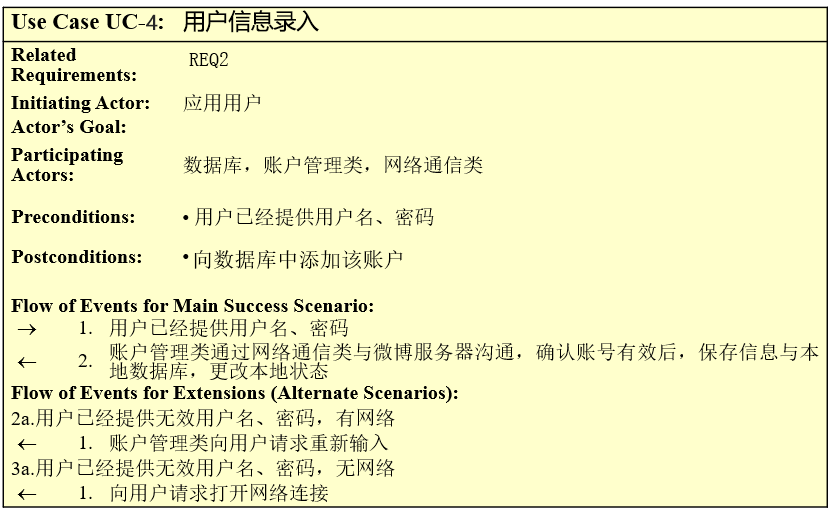 Use Case UC-4: 用户信息录入
Related
Requirements: REQ2
Initiating Actor: 应用用户
Actor’s Goal:
Participating
Actors: 数据库，账户管理类，网络通信类
Preconditions: • 用户已经提供用户名、密码
Postconditions: • 向数据库中添加该账户
Flow of Events for Main Success Scenario:
→ 1. 用户已经提供用户名、密码
← 2. 账户管理类通过网络通信类与微博服务器沟通，确认账号有效后，保存信息与本
地数据库，更改本地状态
Flow of Events for Extensions (Alternate Scenarios):
2a.用户已经提供无效用户名、密码，有网络
← 1. 账户管理类向用户请求重新输入
3a.用户已经提供无效用户名、密码，无网络
← 1. 向用户请求打开网络连接